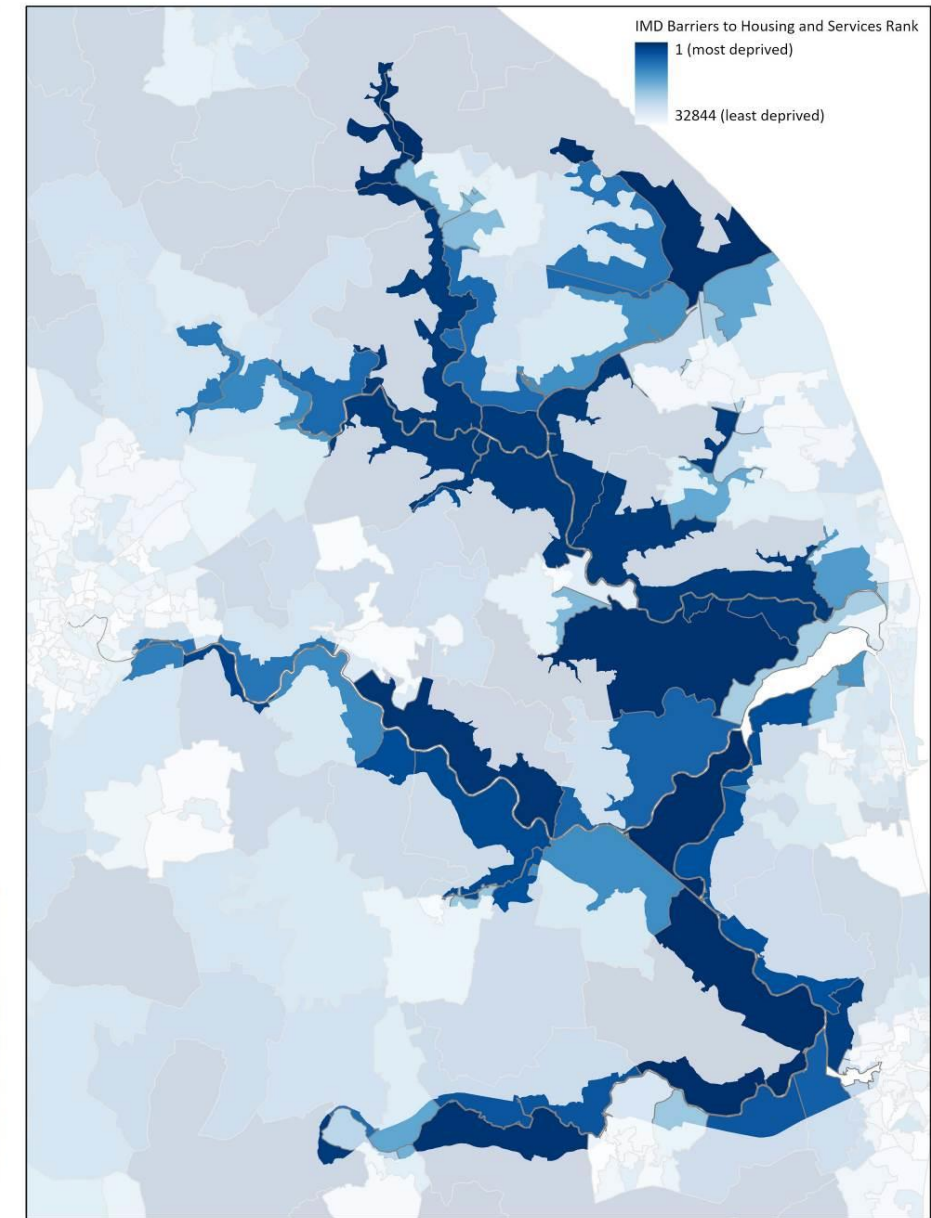 IMD Barriers to Housing and Services Rank
1 (most deprived)
32844 (least deprived)